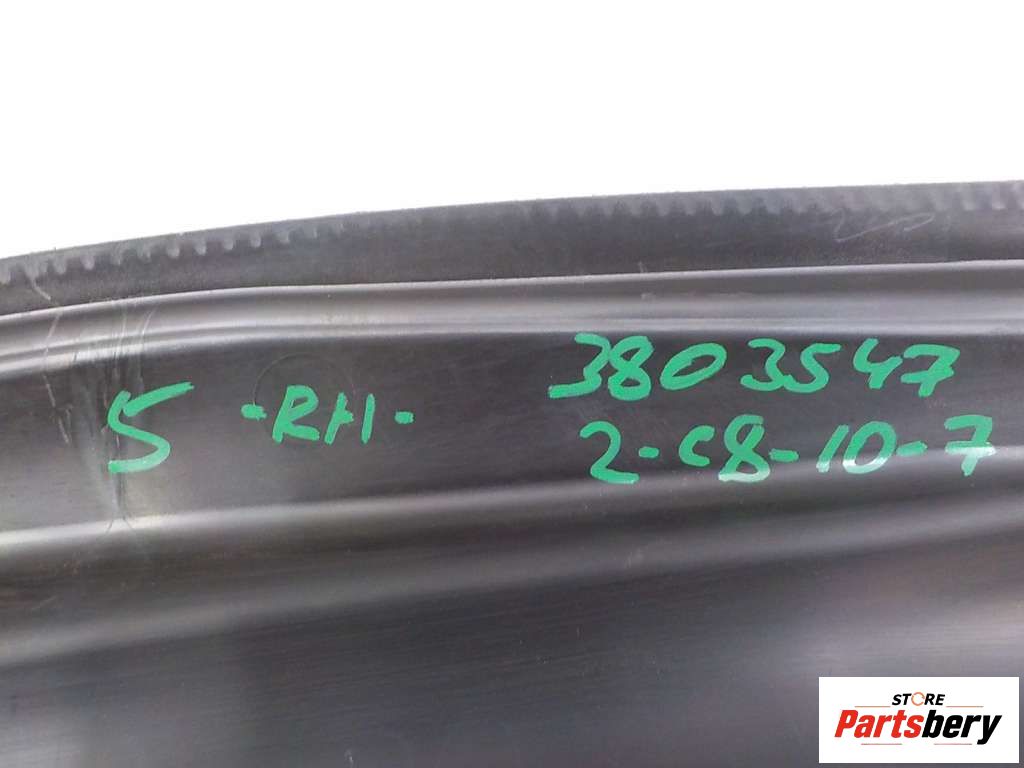 5 -RH- 3803547
2-C8-10-7
STORE
Partsbery